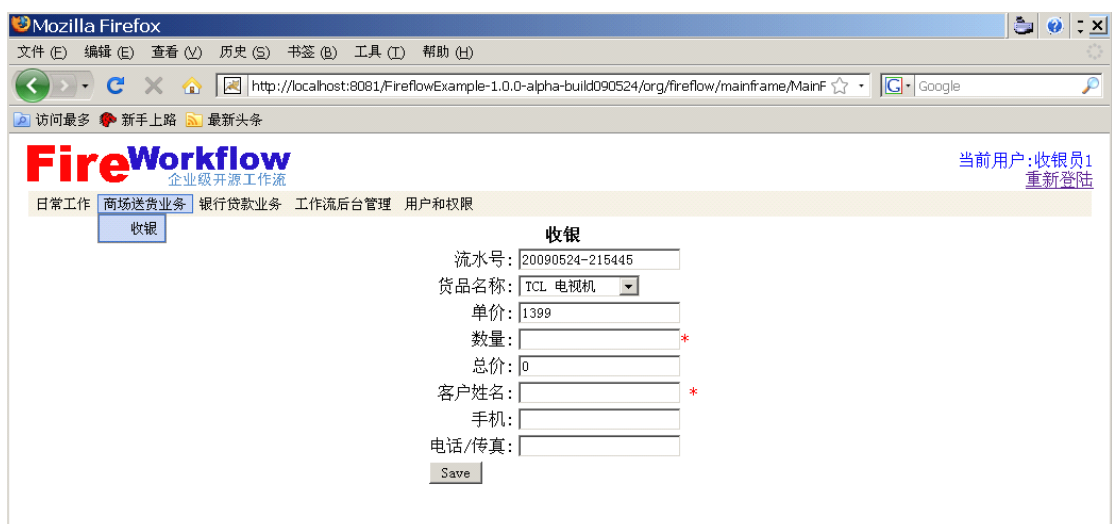 Mozilla Firefox
文件 (F) 编辑 (E) 查看 (V) 历史 (S) 书签 (B) 工具 (T) 帮助 (H)
http://localhost:8081/FireflowExample-1.0.0-alpha-build090524/org/fireflow/mainframe/MainF Google
访问最多 新手上路 最新头条
FireWorkflow
企业级开源工作流
当前用户:收银员1
重新登陆
日常工作 商场送货业务 银行贷款业务 工作流后台管理 用户和权限
收银
收银
流水号: 20090524-215445
货品名称: TCL 电视机
单价: 1399
数量: *
总价: 0
客户姓名: *
手机:
电话/传真:
Save